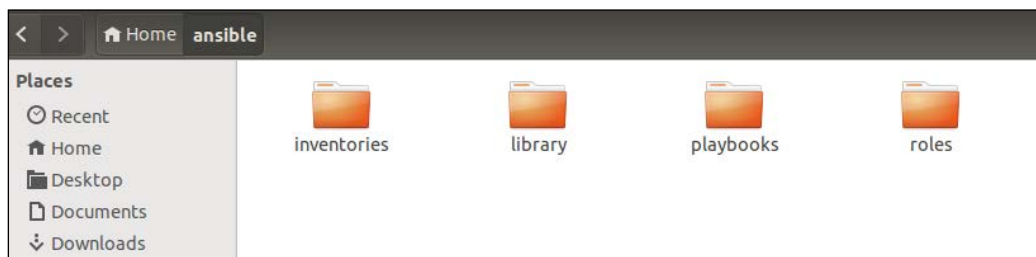 Home ansible
Places
Recent
Home
Desktop
Documents
Downloads
inventories library playbooks roles